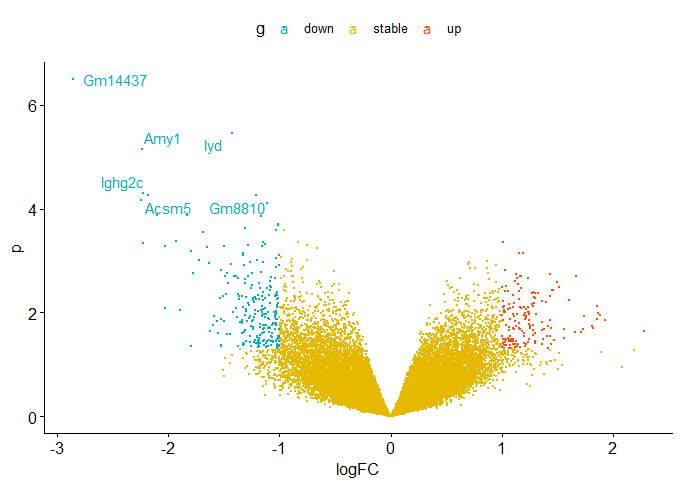 g a down a stable a up
Gm14437
Amy1
Iyd
Ighg2c
Acsm5 Gm8810
p
6
4
2
0
-3 -2 -1 0 1 2
logFC